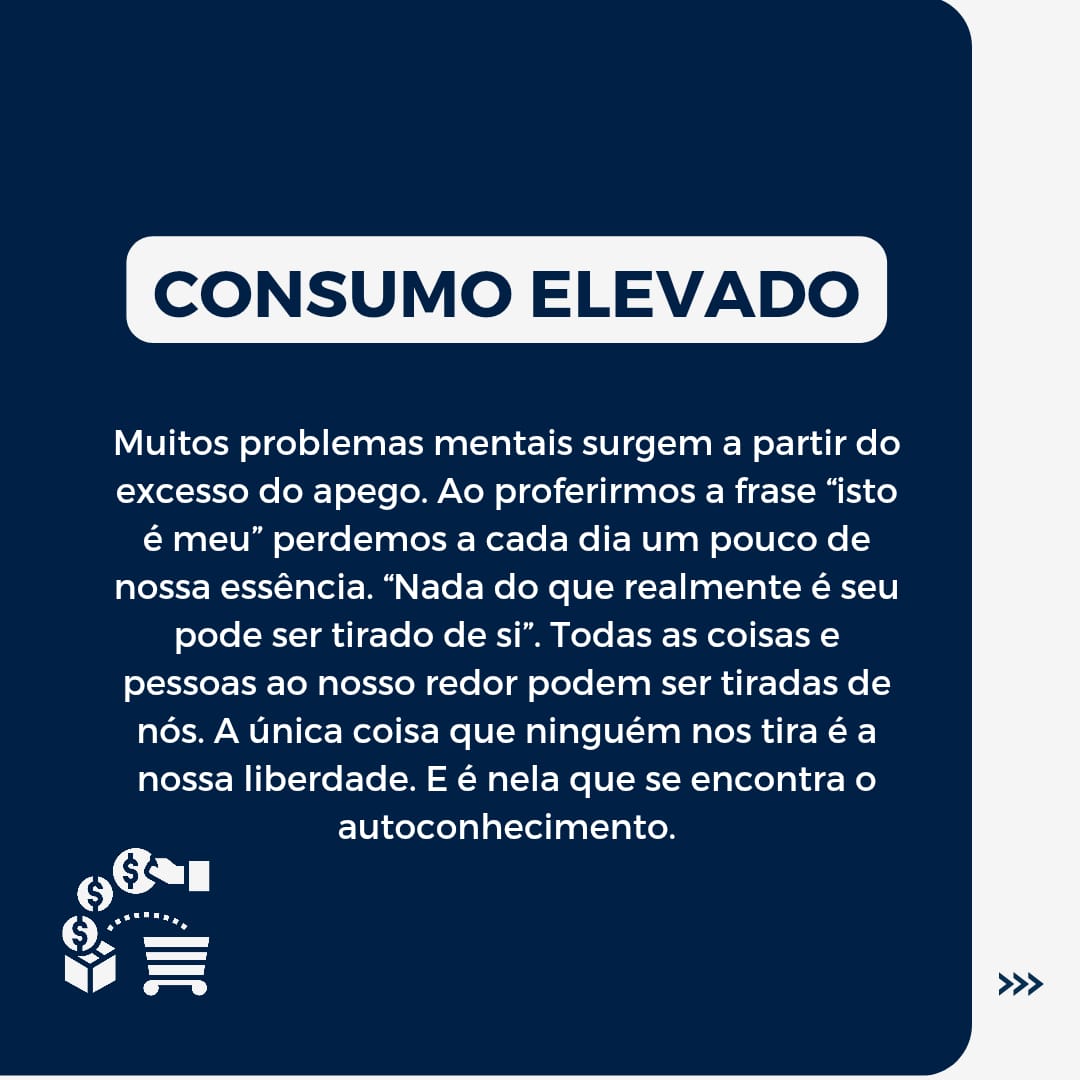 CONSUMO ELEVADO
Muitos problemas mentais surgem a partir do
excesso do apego. Ao proferirmos a frase “isto
é meu” perdemos a cada dia um pouco de
nossa essência. “Nada do que realmente é seu
pode ser tirado de si”. Todas as coisas e
pessoas ao nosso redor podem ser tiradas de
nós. A única coisa que ninguém nos tira é a
nossa liberdade. E é nela que se encontra o
autoconhecimento.